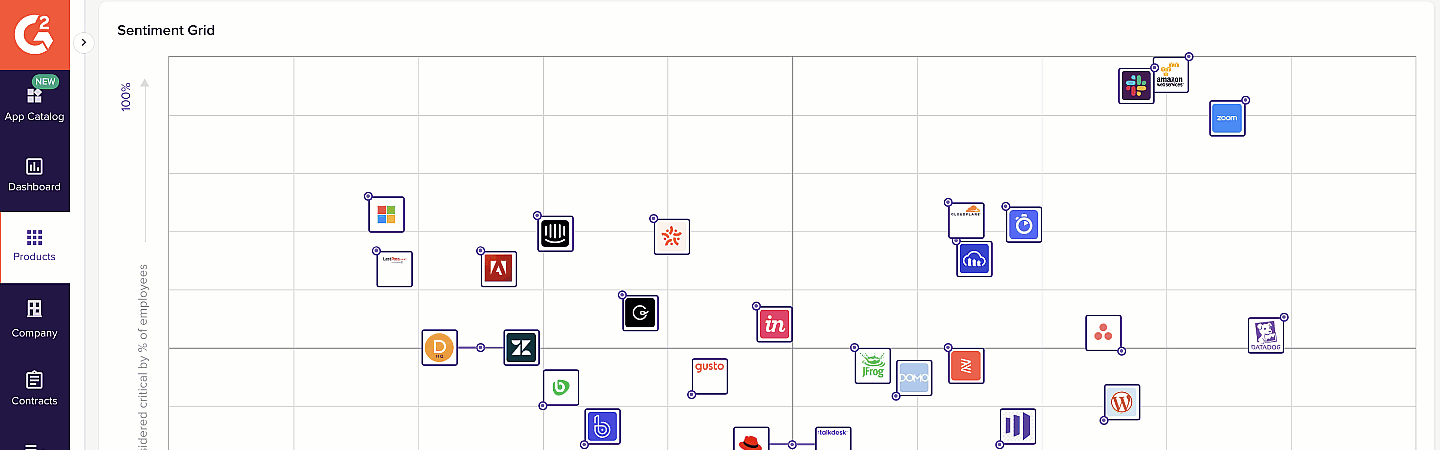 G2
Sentiment Grid
NEW
App Catalog
Dashboard
Products
Company
Contracts
100%
sidered critical by % of employees
amazon
webservices
zoom
CLOUDFLARE
LastPass
in
D
HQ
gusto
JFrog
DOMO
DATADOG
talkdesk